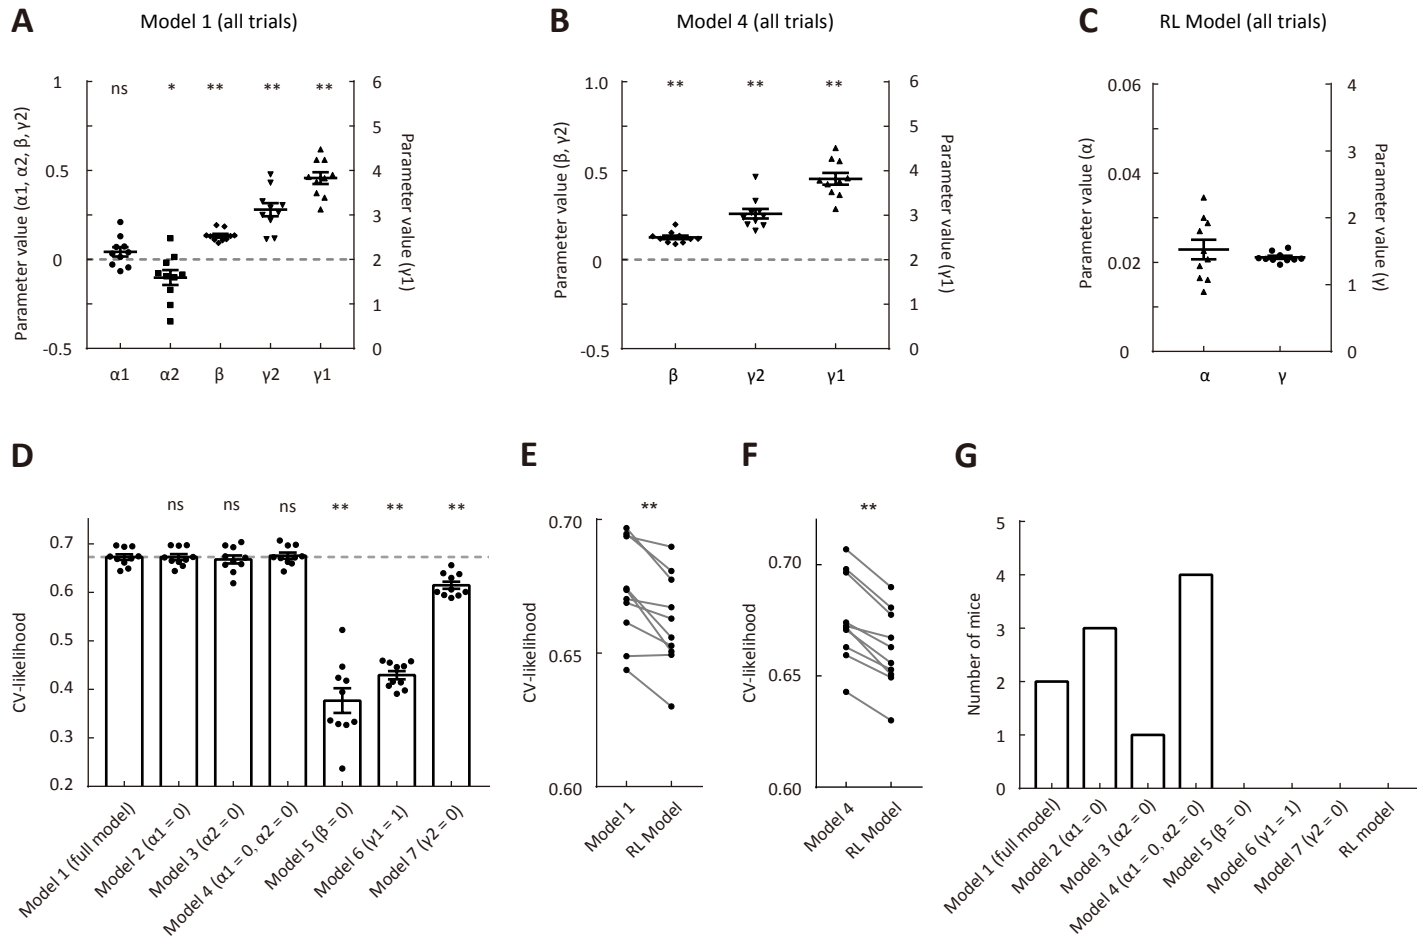 A
Model 1 (all trials)
ns * ** ** **
1
0.5
0
-0.5
Parameter value (α1, α2, β, γ2)
6
5
4
3
2
1
0
Parameter value (γ1)
α1 α2 β γ2 γ1
B
Model 4 (all trials)
** ** **
1.0
0.5
0
-0.5
Parameter value (β, γ2)
6
5
4
3
2
1
0
Parameter value (γ1)
β γ2 γ1
C
RL Model (all trials)
0.06
0.04
0.02
0
Parameter value (α)
4
3
2
1
0
Parameter value (γ)
α γ
D
ns ns ns ** ** **
0.7
0.6
0.5
0.4
0.3
0.2
CV-likelihood
Model 1 (full model)
Model 2 (α1 = 0)
Model 3 (α2 = 0)
Model 4 (α1 = 0, α2 = 0)
Model 5 (β = 0)
Model 6 (γ1 = 1)
Model 7 (γ2 = 0)
E
**
0.70
0.65
0.60
CV-likelihood
Model 1
RL Model
F
**
0.70
0.65
0.60
CV-likelihood
Model 4
RL Model
G
5
4
3
2
1
0
Number of mice
Model 1 (full model)
Model 2 (α1 = 0)
Model 3 (α2 = 0)
Model 4 (α1 = 0, α2 = 0)
Model 5 (β = 0)
Model 6 (γ1 = 1)
Model 7 (γ2 = 0)
RL model